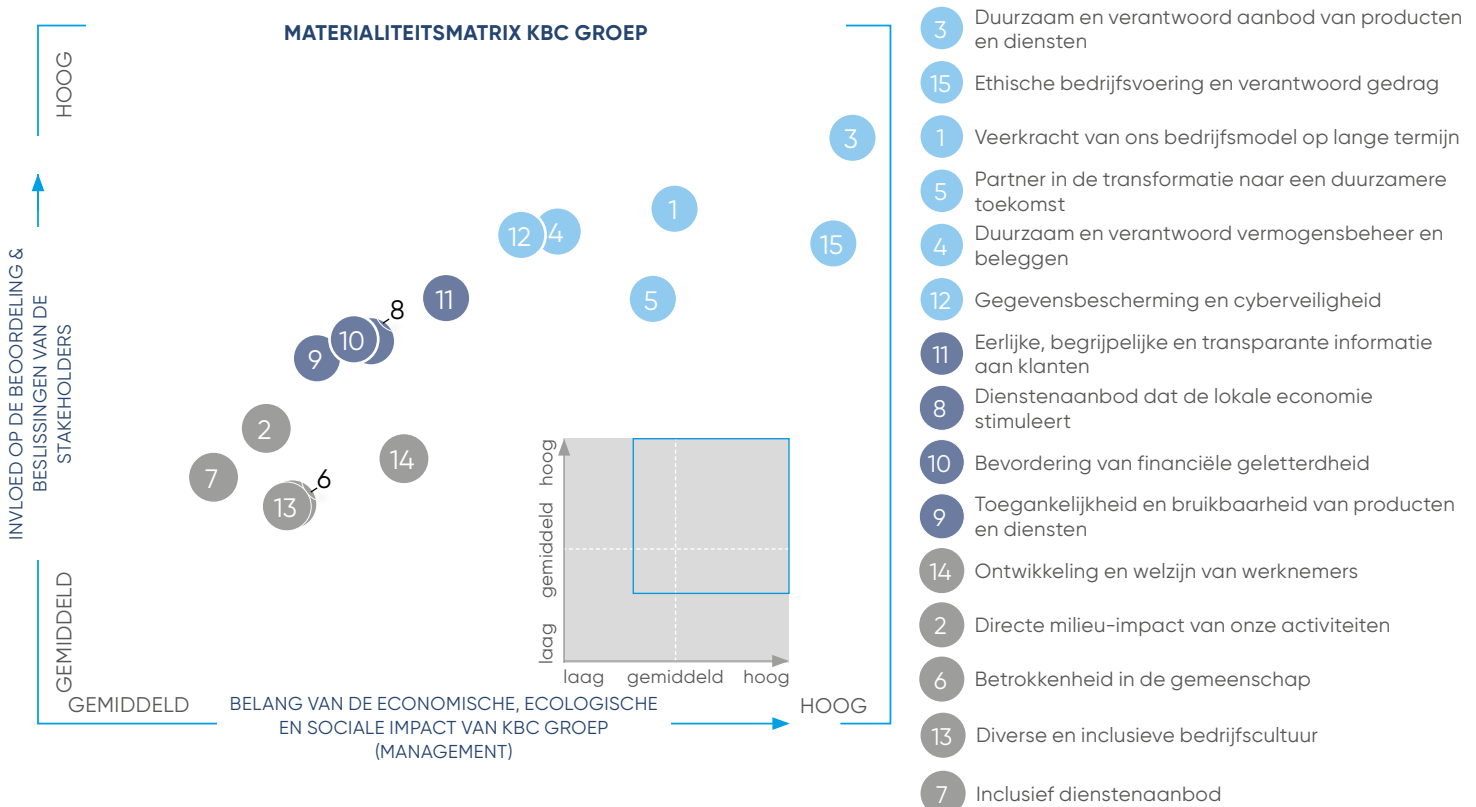 MATERIALITEITSMATRIX KBC GROEP
HOOG
INVLOED OP DE BEOORDELING &
BESLISSINGEN VAN DE
STAKEHOLDERS
GEMIDDELD
3
1
15
12
4
5
11
8
10
9
2
14
7
6
13
hoog
gemiddeld
laag
laag gemiddeld hoog
GEMIDDELD
BELANG VAN DE ECONOMISCHE, ECOLOGISCHE
EN SOCIALE IMPACT VAN KBC GROEP
(MANAGEMENT)
HOOG
3 Duurzaam en verantwoord aanbod van producten
en diensten
15 Ethische bedrijfsvoering en verantwoord gedrag
1 Veerkracht van ons bedrijfsmodel op lange termijn
5 Partner in de transformatie naar een duurzamere
toekomst
4 Duurzaam en verantwoord vermogensbeheer en
beleggen
12 Gegevensbescherming en cyberveiligheid
11 Eerlijke, begrijpelijke en transparante informatie
aan klanten
8 Dienstenaanbod dat de lokale economie
stimuleert
10 Bevordering van financiële geletterdheid
9 Toegankelijkheid en bruikbaarheid van producten
en diensten
14 Ontwikkeling en welzijn van werknemers
2 Directe milieu-impact van onze activiteiten
6 Betrokkenheid in de gemeenschap
13 Diverse en inclusieve bedrijfscultuur
7 Inclusief dienstenaanbod